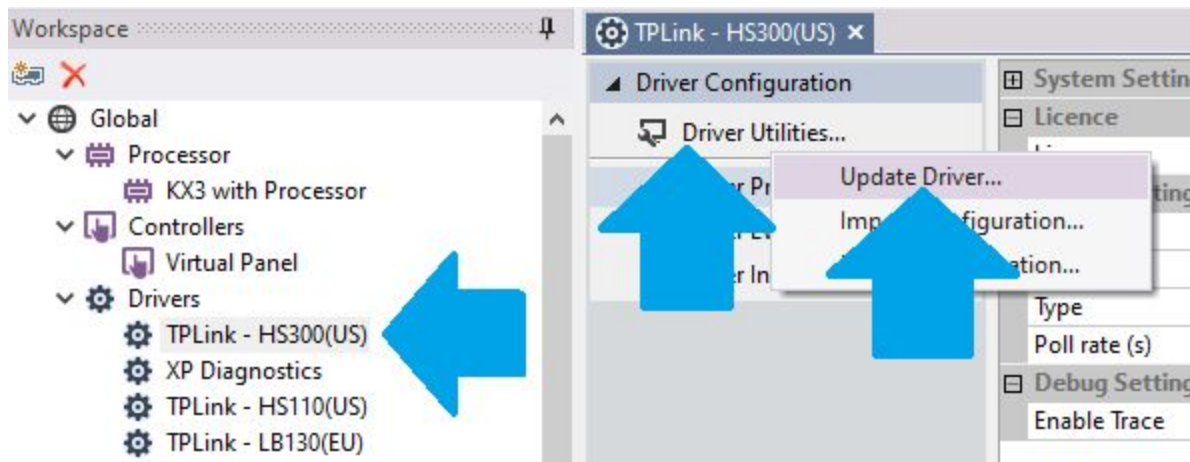 Workspace
Global
Processor
KX3 with Processor
Controllers
Virtual Panel
Drivers
TPLink - HS300(US)
XP Diagnostics
TPLink - HS110(US)
TPLink - LB130(EU)
TPLink - HS300(US)
Driver Configuration
Driver Utilities...
Update Driver...
System Settin
Licence
Type
Poll rate (s)
Debug Setting
Enable Trace